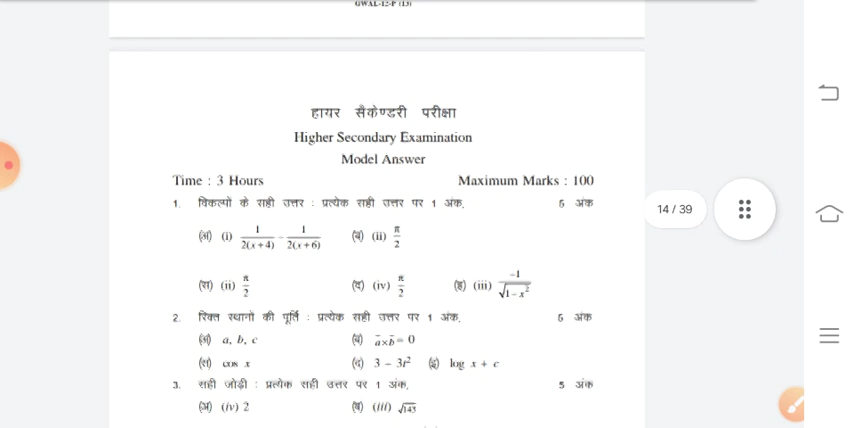 GWAL-12-P (13)
हायर सैकेण्डरी परीक्षा
Higher Secondary Examination
Model Answer
Time : 3 Hours Maximum Marks : 100
1. विकल्पो के सही उत्तर : प्रत्येक सही उत्तर पर 1 अंक. 5 अंक
(अ) (i) 1/2(x+4) - 1/2(x+6) (ब) (ii) π/2
(स) (ii) π/2 (द) (iv) π/2 (ह) (iii) -1/√1-x²
2. रिक्त स्थानो की पूर्ति : प्रत्येक सही उत्तर पर 1 अंक. 5 अंक
(अ) a, b, c (ब) a̅×b̅ = 0
(स) cos x (द) 3 - 3t² (इ) log x + c
3. सही जोड़ी : प्रत्येक सही उत्तर पर 1 अंक. 5 अंक
(अ) (iv) 2 (ब) (iii) √145
14 / 39